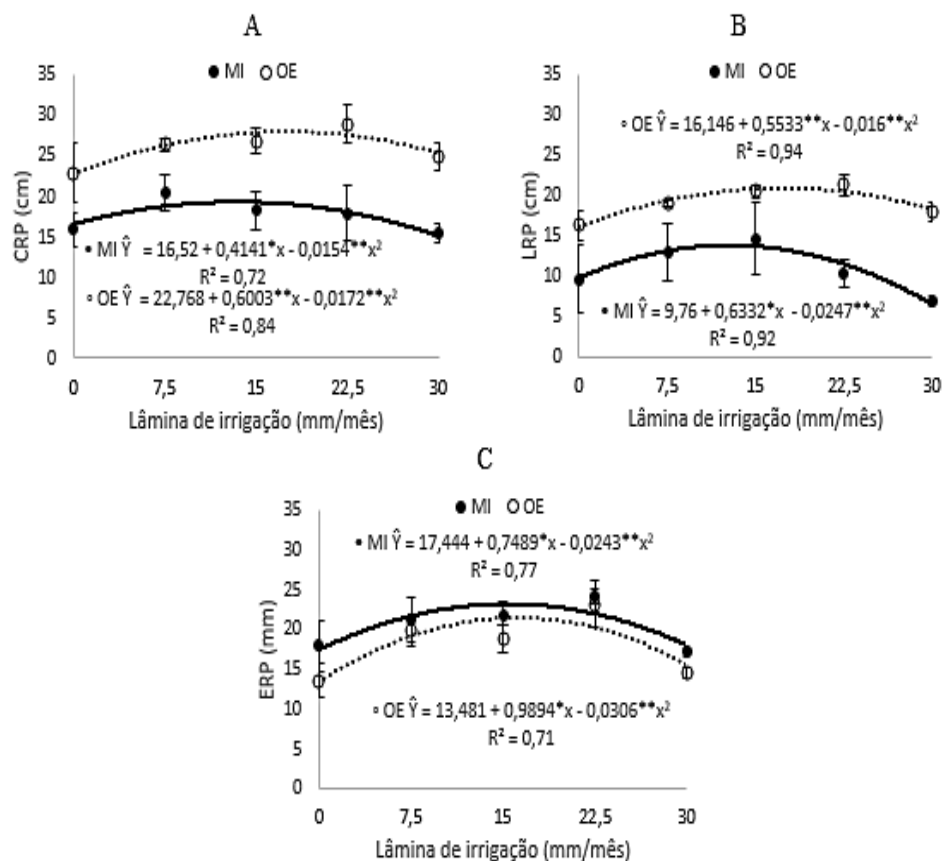 A
● MI ○ OE
CRP (cm)
35
30
25
20
15
10
5
0
• MI Ŷ = 16,52 + 0,4141*x - 0,0154**x²
R² = 0,72
▫ OE Ŷ = 22,768 + 0,6003**x - 0,0172**x²
R² = 0,84
0 7,5 15 22,5 30
Lâmina de irrigação (mm/mês)
B
● MI ○ OE
LRP (cm)
35
30
25
20
15
10
5
0
▫ OE Ŷ = 16,146 + 0,5533**x - 0,016**x²
R² = 0,94
• MI Ŷ = 9,76 + 0,6332*x - 0,0247**x²
R² = 0,92
0 7,5 15 22,5 30
Lâmina de irrigação (mm/mês)
C
● MI ○ OE
ERP (mm)
35
30
25
20
15
10
5
0
• MI Ŷ = 17,444 + 0,7489*x - 0,0243**x²
R² = 0,77
▫ OE Ŷ = 13,481 + 0,9894*x - 0,0306**x²
R² = 0,71
0 7,5 15 22,5 30
Lâmina de irrigação (mm/mês)